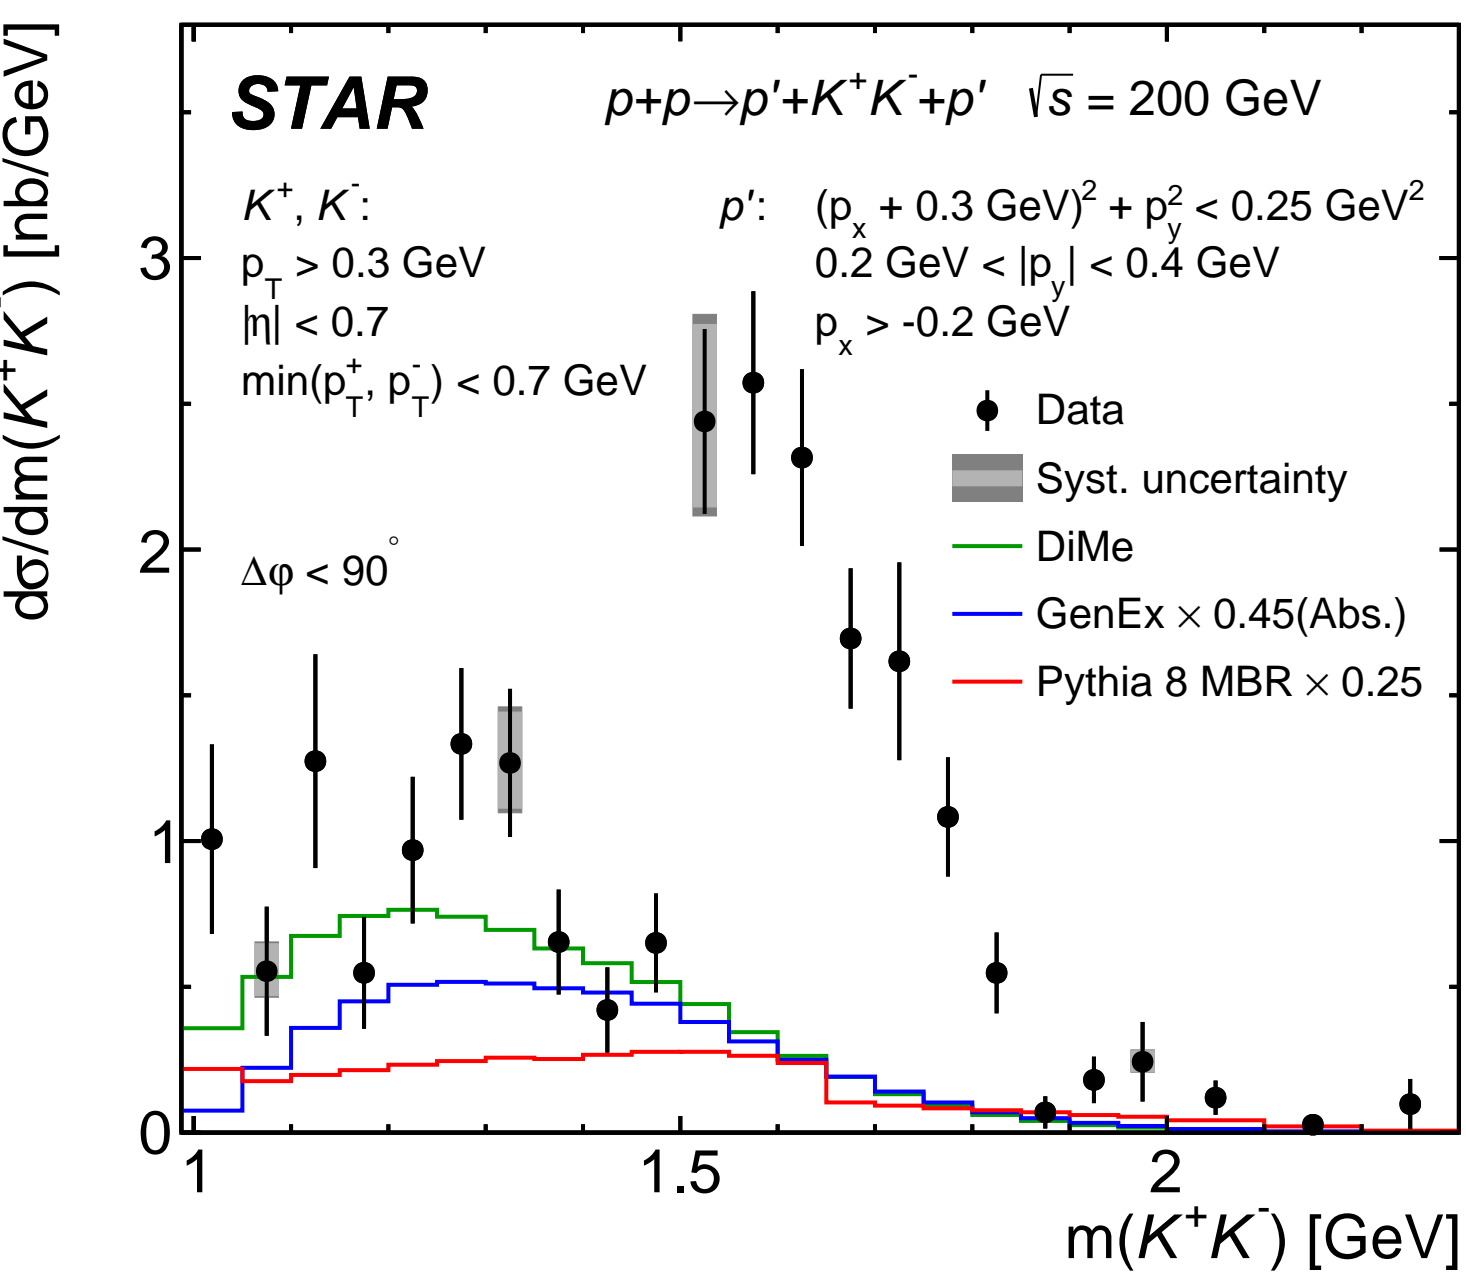 STAR p+p→p′+K⁺K⁻+p′ √s = 200 GeV
K⁺, K⁻: p′: (pₓ + 0.3 GeV)² + p_y² < 0.25 GeV²
p_T > 0.3 GeV 0.2 GeV < |p_y| < 0.4 GeV
|η| < 0.7 pₓ > -0.2 GeV
min(p_T⁺, p_T⁻) < 0.7 GeV
Data
Syst. uncertainty
DiMe
Δφ < 90°
GenEx × 0.45(Abs.)
Pythia 8 MBR × 0.25
dσ/dm(K⁺K⁻) [nb/GeV]
3
2
1
0
1 1.5 2
m(K⁺K⁻) [GeV]